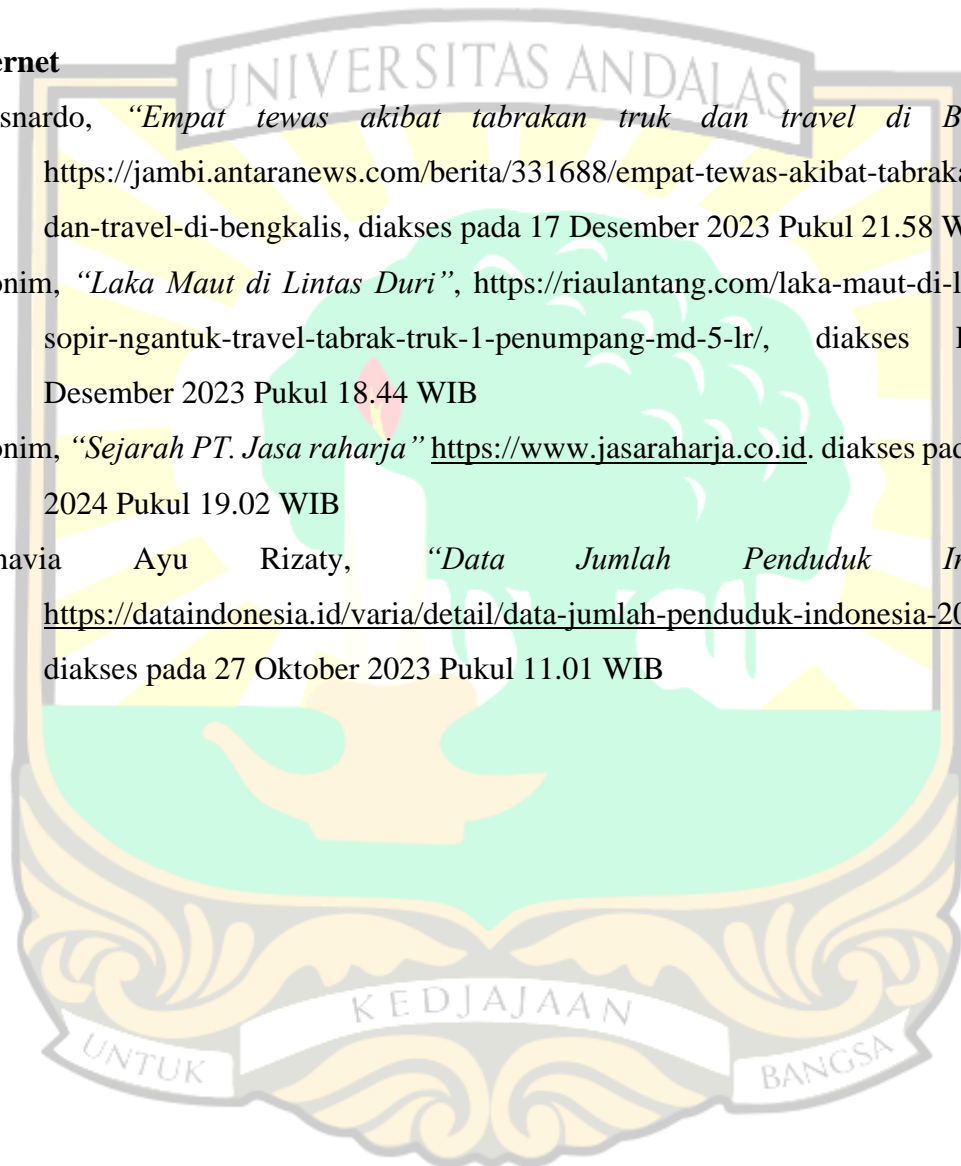 UNIVERSITAS ANDALAS
ernet
snardo, “Empat tewas akibat tabrakan truk dan travel di B
https://jambi.antaranews.com/berita/331688/empat-tewas-akibat-tabraka
dan-travel-di-bengkalis, diakses pada 17 Desember 2023 Pukul 21.58 W
onim, “Laka Maut di Lintas Duri”, https://riaulantang.com/laka-maut-di-l
sopir-ngantuk-travel-tabrak-truk-1-penumpang-md-5-lr/, diakses
Desember 2023 Pukul 18.44 WIB
onim, “Sejarah PT. Jasa raharja” https://www.jasaraharja.co.id. diakses pad
2024 Pukul 19.02 WIB
navia Ayu Rizaty, “Data Jumlah Penduduk In
https://dataindonesia.id/varia/detail/data-jumlah-penduduk-indonesia-20
diakses pada 27 Oktober 2023 Pukul 11.01 WIB
KEDJAJAAN
UNTUK
BANGSA